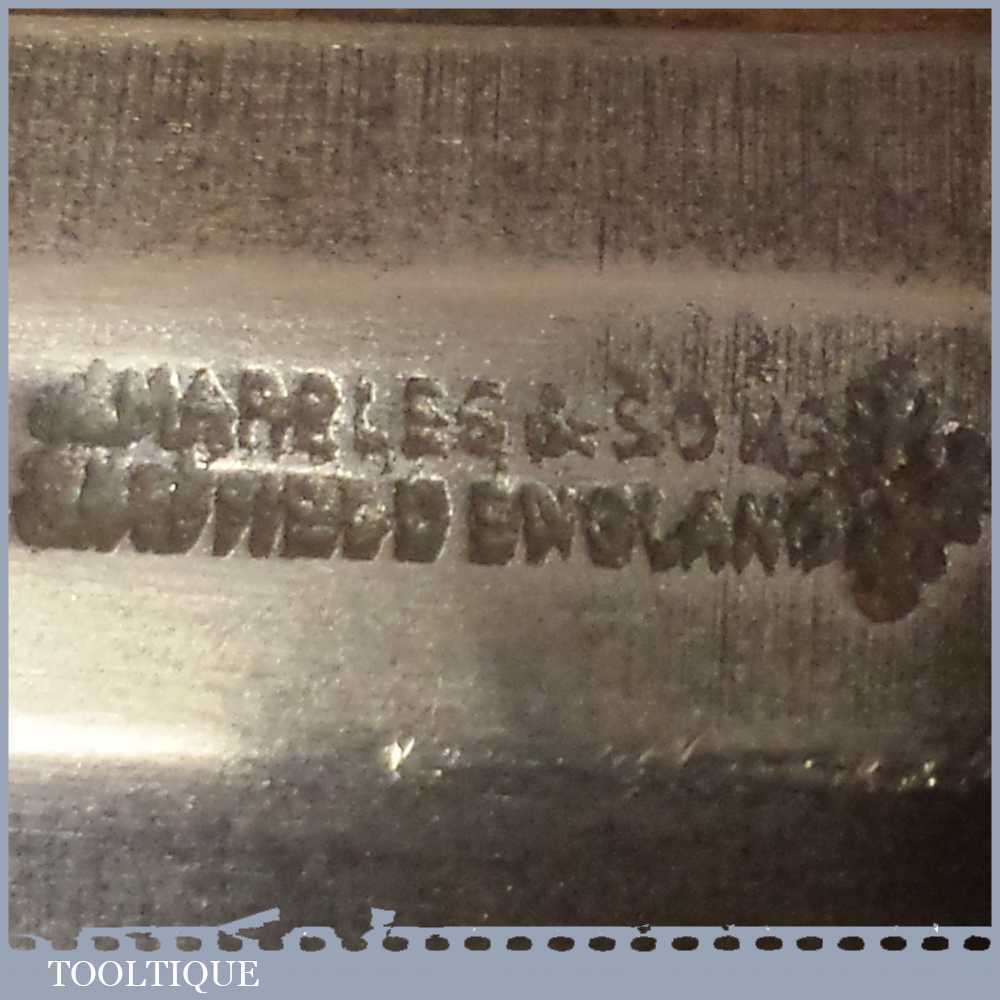 W MARPLES & SONS
SHEFFIELD ENGLAND
TOOLTIQUE